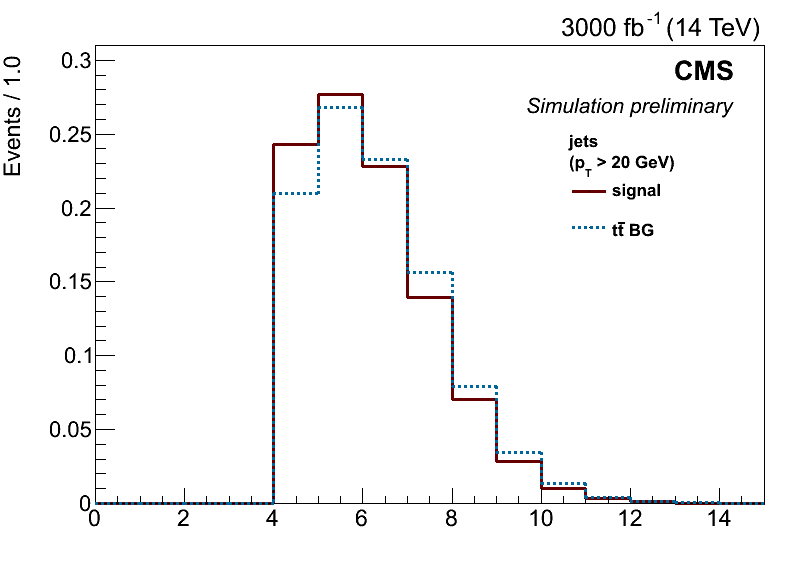 3000 fb-1 (14 TeV)
Events / 1.0
0.3
0.25
0.2
0.15
0.1
0.05
0
CMS
Simulation preliminary
jets
(pT > 20 GeV)
signal
tt̄ BG
0 2 4 6 8 10 12 14